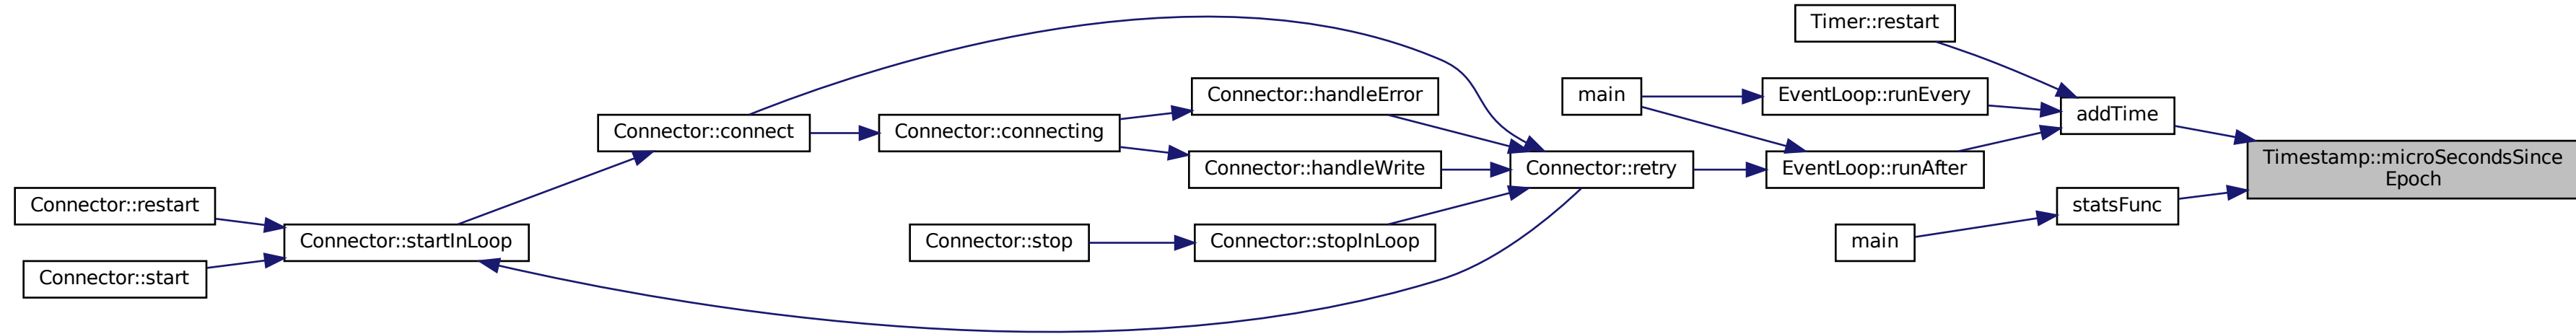 Timer::restart
main
EventLoop::runEvery
Connector::handleError
addTime
Connector::connect
Connector::connecting
Timestamp::microSecondsSince
Epoch
Connector::handleWrite
Connector::retry
EventLoop::runAfter
Connector::restart
statsFunc
Connector::startInLoop
Connector::stop
Connector::stopInLoop
main
Connector::start